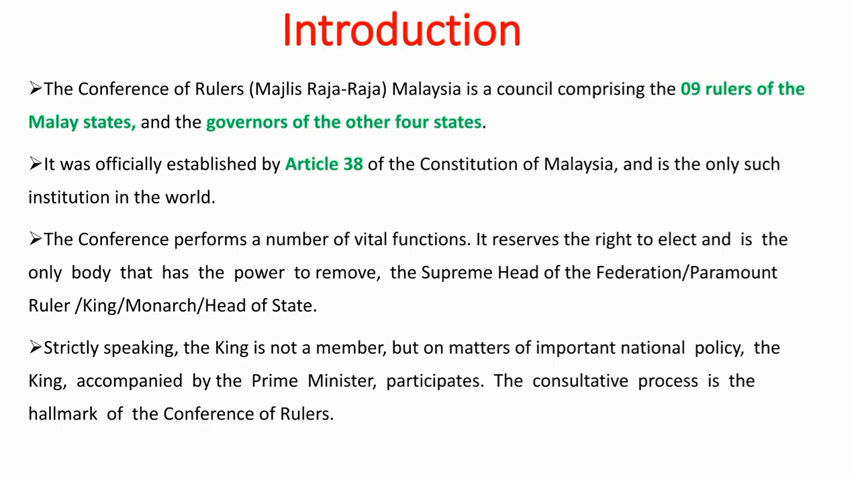 Introduction
➢The Conference of Rulers (Majlis Raja-Raja) Malaysia is a council comprising the 09 rulers of the
Malay states, and the governors of the other four states.
➢It was officially established by Article 38 of the Constitution of Malaysia, and is the only such
institution in the world.
➢The Conference performs a number of vital functions. It reserves the right to elect and is the
only body that has the power to remove, the Supreme Head of the Federation/Paramount
Ruler /King/Monarch/Head of State.
➢Strictly speaking, the King is not a member, but on matters of important national policy, the
King, accompanied by the Prime Minister, participates. The consultative process is the
hallmark of the Conference of Rulers.